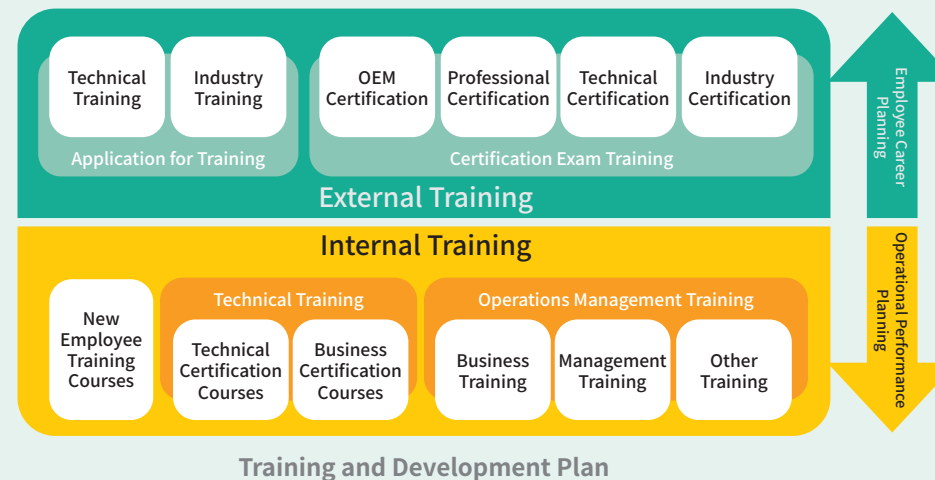 Technical
Training
Industry
Training
Application for Training
OEM
Certification
Professional
Certification
Technical
Certification
Industry
Certification
Certification Exam Training
External Training
Employee Career
Planning
Internal Training
New
Employee
Training
Courses
Technical Training
Technical
Certification
Courses
Business
Certification
Courses
Operations Management Training
Business
Training
Management
Training
Other
Training
Operational Performance
Planning
Training and Development Plan